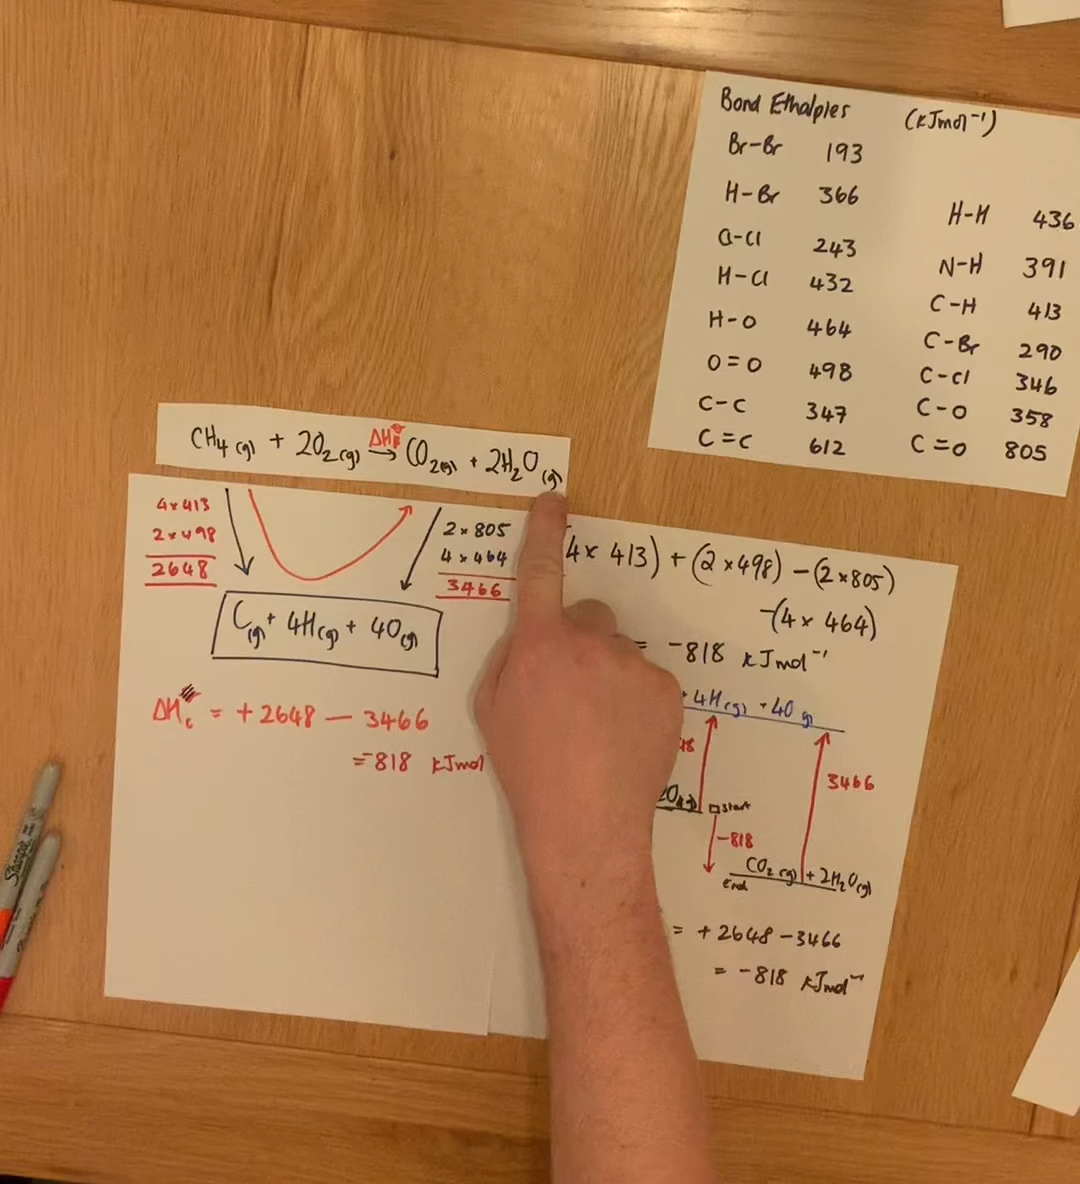 Bond Ethalpies (kJmol⁻¹)
Br-Br 193
H-Br 366
Cl-Cl 243
H-Cl 432
H-O 464
O=O 498
C-C 347
C=C 612
H-H 436
N-H 391
C-H 413
C-Br 290
C-Cl 346
C-O 358
C=O 805
CH₄(g) + 2O₂(g) → CO₂(g) + 2H₂O(g)
ΔH
4×413
2×498
2648
2×805
4×464
3466
C(g) + 4H(g) + 4O(g)
ΔHc = +2648 - 3466
= -818 kJmol
4× 413) + (2×498) - (2×805)
-(4× 464)
= -818 kJmol⁻¹
+ 4H(g) + 4O(g)
3466
start
-818
CO₂(g) + 2H₂O(g)
End
= +2648 - 3466
= -818 kJmol⁻¹
Sharpie